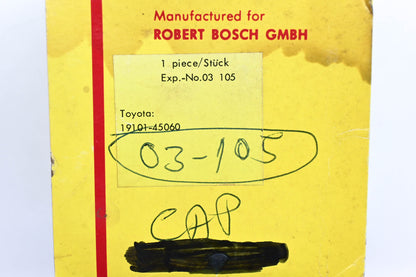 Manufactured for
ROBERT BOSCH GMBH
1 piece/Stück
Exp.-No.03 105
Toyota:
19101-45060
03-105
CAP